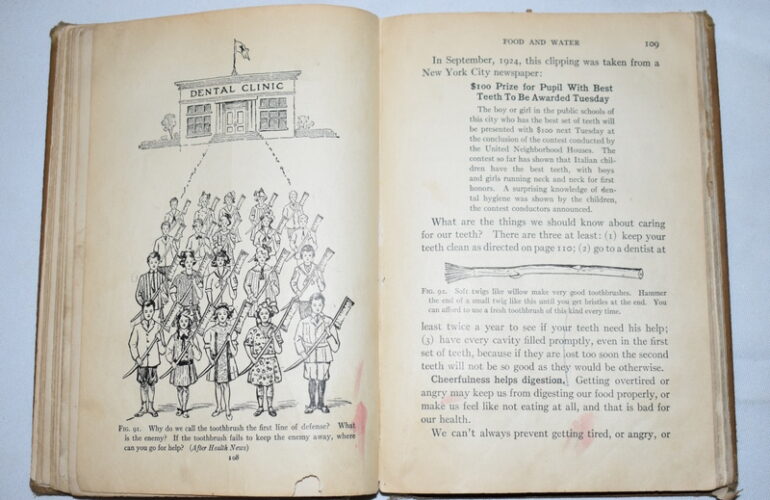 DENTAL CLINIC
FIG. 91. Why do we call the toothbrush the first line of defense? What
is the enemy? If the toothbrush fails to keep the enemy away, where
can you go for help? (After Health News)
108
FOOD AND WATER 109
In September, 1924, this clipping was taken from a
New York City newspaper:
$100 Prize for Pupil With Best
Teeth To Be Awarded Tuesday
The boy or girl in the public schools of
this city who has the best set of teeth will
be presented with $100 next Tuesday at
the conclusion of the contest conducted by
the United Neighborhood Houses. The
contest so far has shown that Italian chil-
dren have the best teeth, with boys
and girls running neck and neck for first
honors. A surprising knowledge of den-
tal hygiene was shown by the children,
the contest conductors announced.
What are the things we should know about caring
for our teeth? There are three at least: (1) keep your
teeth clean as directed on page 110; (2) go to a dentist at
FIG. 92. Soft twigs like willow make very good toothbrushes. Hammer
the end of a small twig like this until you get bristles at the end. You
can afford to use a fresh toothbrush of this kind every time.
least twice a year to see if your teeth need his help;
(3) have every cavity filled promptly, even in the first
set of teeth, because if they are lost too soon the second
teeth will not be so good as they would be otherwise.
Cheerfulness helps digestion. Getting overtired or
angry may keep us from digesting our food properly, or
make us feel like not eating at all, and that is bad for
our health.
We can't always prevent getting tired, or angry, or